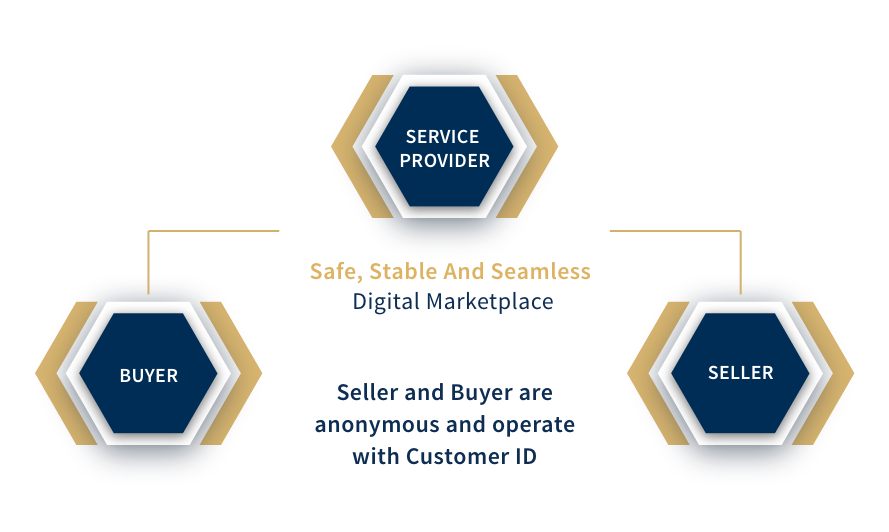 SERVICE
PROVIDER
Safe, Stable And Seamless
Digital Marketplace
BUYER
SELLER
Seller and Buyer are
anonymous and operate
with Customer ID